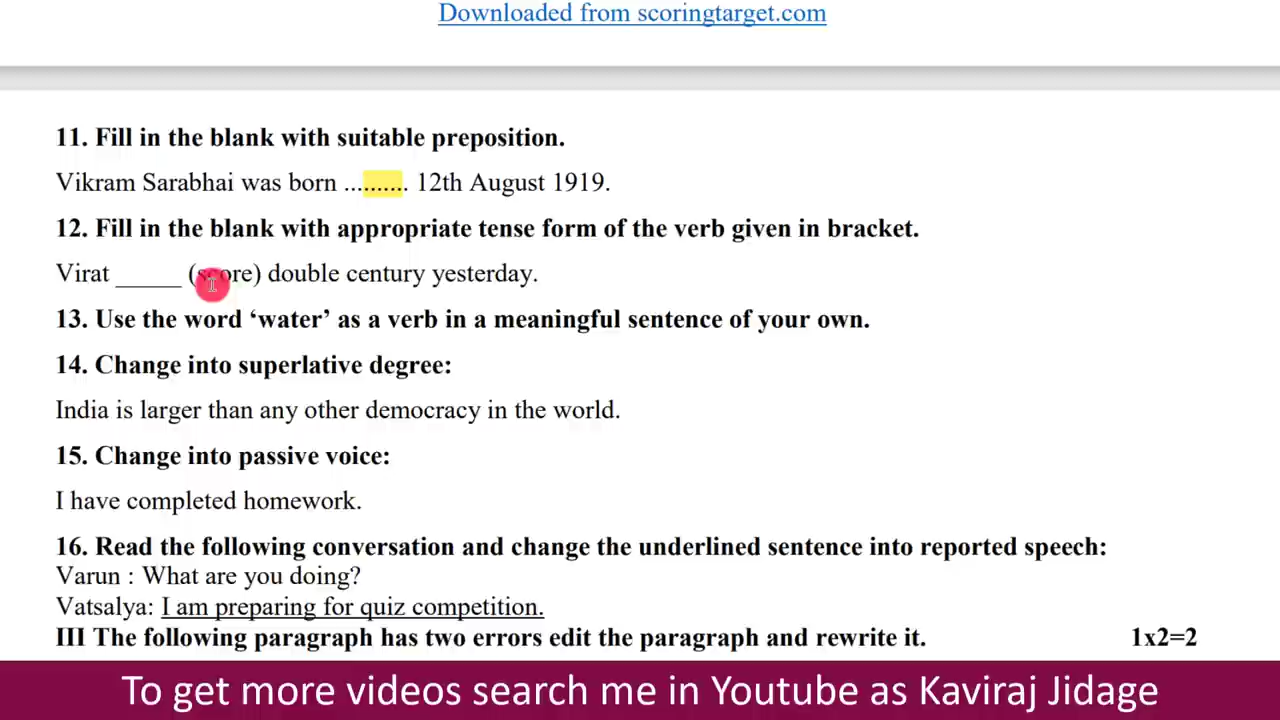 Downloaded from scoringtarget.com
11. Fill in the blank with suitable preposition.
Vikram Sarabhai was born .......... 12th August 1919.
12. Fill in the blank with appropriate tense form of the verb given in bracket.
Virat _____ (score) double century yesterday.
13. Use the word ‘water’ as a verb in a meaningful sentence of your own.
14. Change into superlative degree:
India is larger than any other democracy in the world.
15. Change into passive voice:
I have completed homework.
16. Read the following conversation and change the underlined sentence into reported speech:
Varun : What are you doing?
Vatsalya: I am preparing for quiz competition.
III The following paragraph has two errors edit the paragraph and rewrite it. 1x2=2
To get more videos search me in Youtube as Kaviraj Jidage